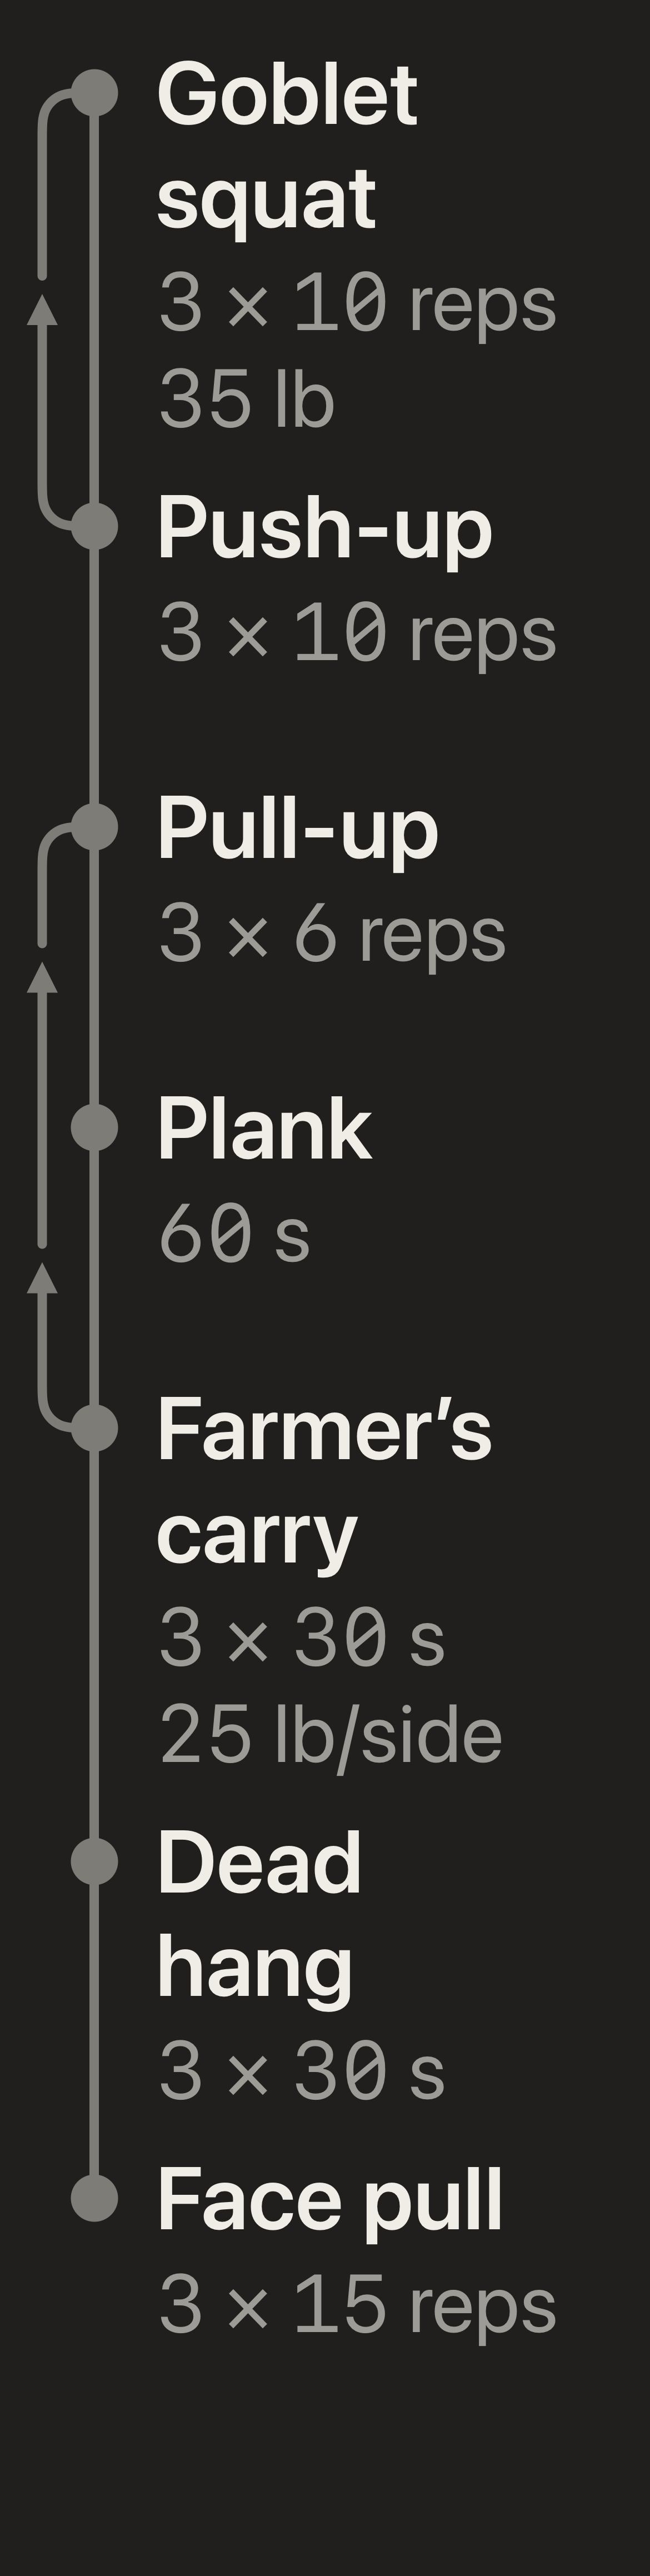 Goblet
squat
3 × 10 reps
35 lb
Push-up
3 × 10 reps
Pull-up
3 × 6 reps
Plank
60 s
Farmer’s
carry
3 × 30 s
25 lb/side
Dead
hang
3 × 30 s
Face pull
3 × 15 reps